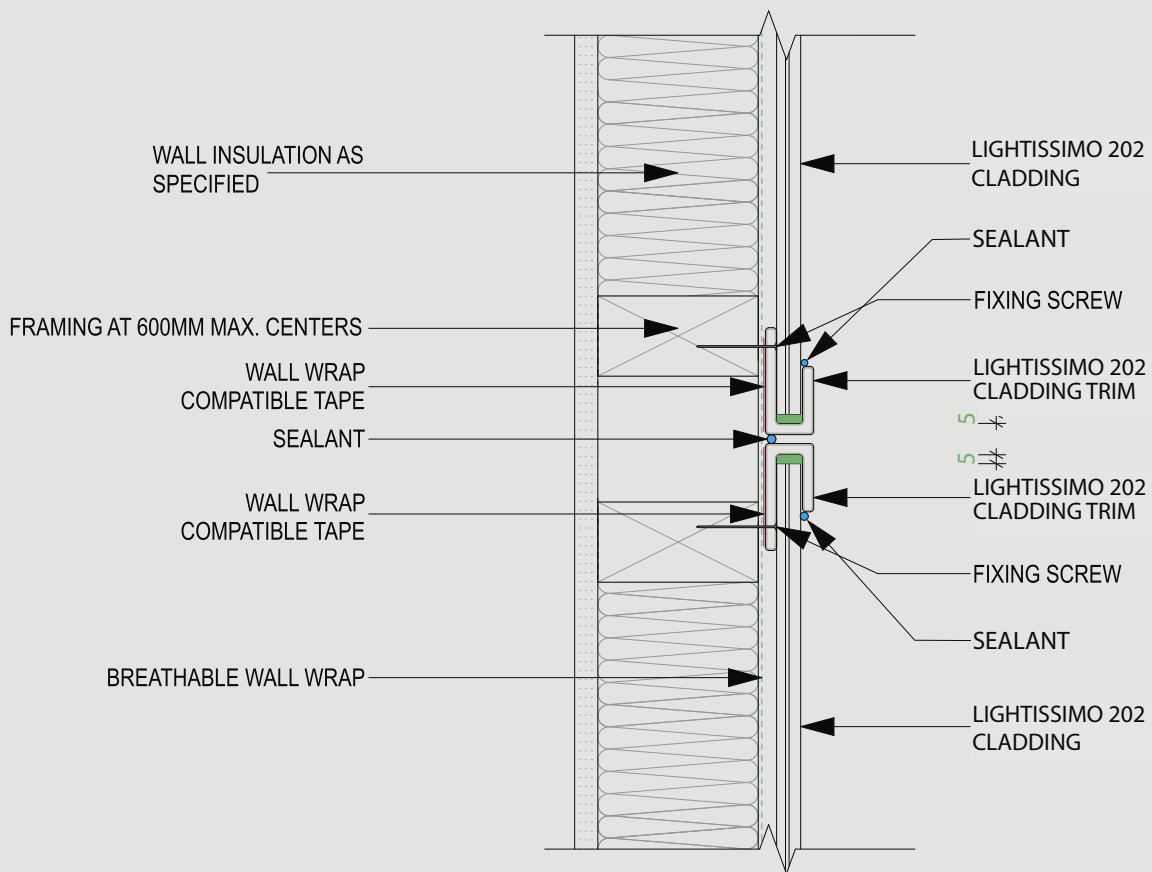 WALL INSULATION AS
SPECIFIED
FRAMING AT 600MM MAX. CENTERS
WALL WRAP
COMPATIBLE TAPE
SEALANT
WALL WRAP
COMPATIBLE TAPE
BREATHABLE WALL WRAP
LIGHTISSIMO 202
CLADDING
SEALANT
FIXING SCREW
LIGHTISSIMO 202
CLADDING TRIM
5
5
LIGHTISSIMO 202
CLADDING TRIM
FIXING SCREW
SEALANT
LIGHTISSIMO 202
CLADDING